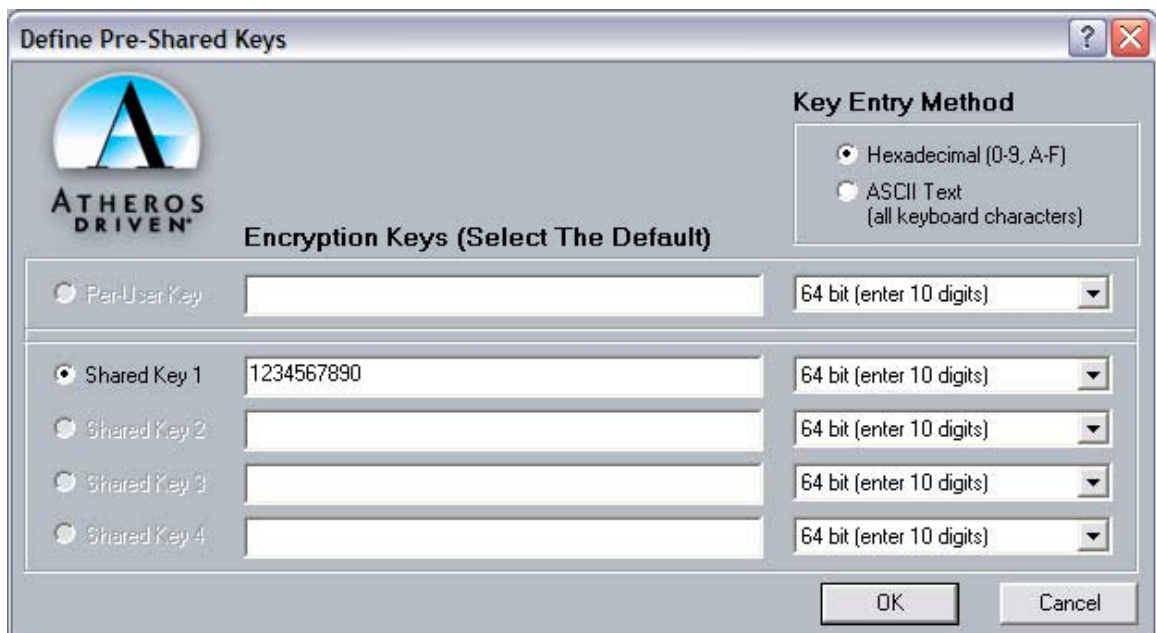 Define Pre-Shared Keys
A
ATHEROS
DRIVEN®
Key Entry Method
Hexadecimal (0-9, A-F)
ASCII Text
(all keyboard characters)
Encryption Keys (Select The Default)
Per-User Key 64 bit (enter 10 digits)
Shared Key 1 1234567890 64 bit (enter 10 digits)
Shared Key 2 64 bit (enter 10 digits)
Shared Key 3 64 bit (enter 10 digits)
Shared Key 4 64 bit (enter 10 digits)
OK Cancel